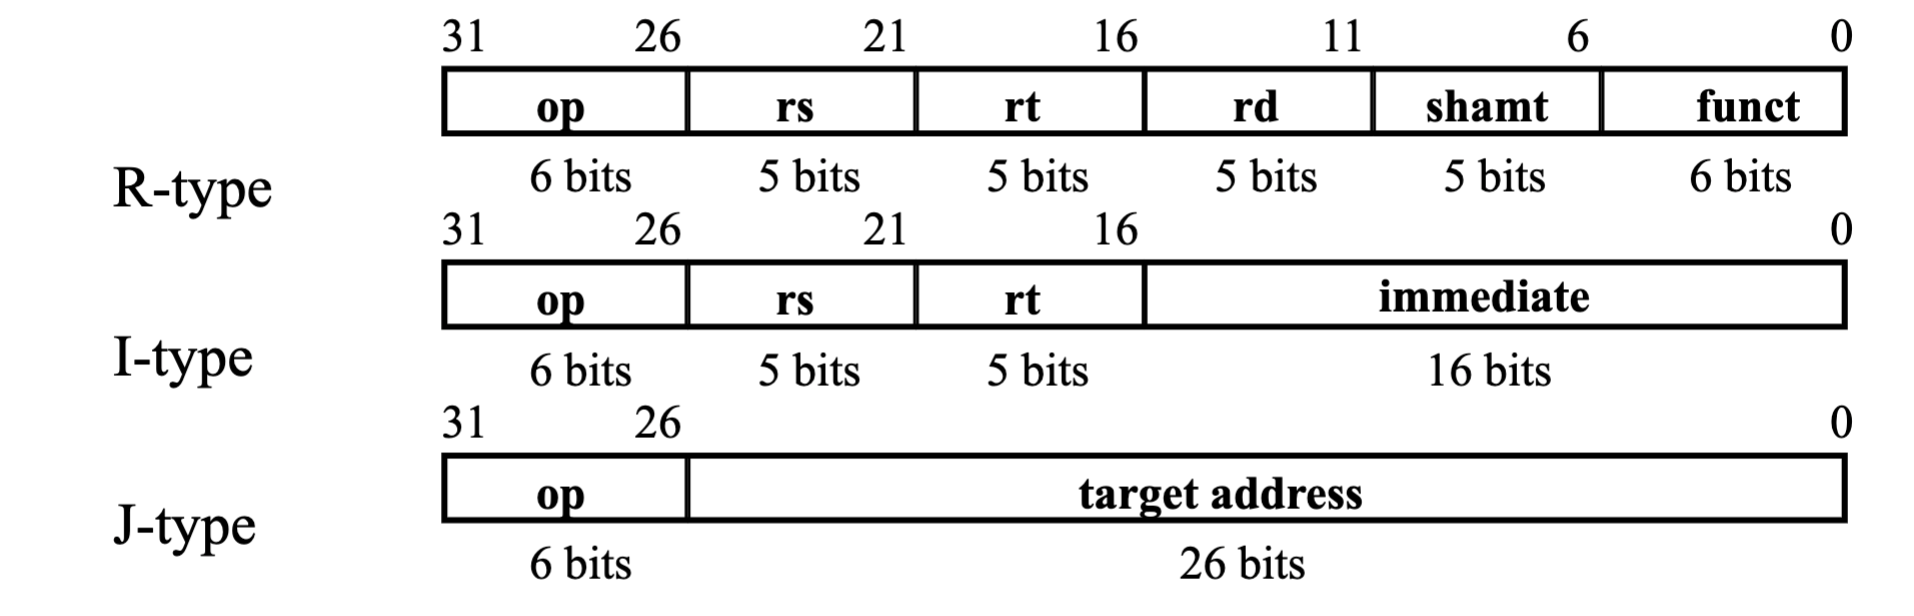 31 26 21 16 11 6 0
op rs rt rd shamt funct
R-type 6 bits 5 bits 5 bits 5 bits 5 bits 6 bits
31 26 21 16 0
op rs rt immediate
I-type 6 bits 5 bits 5 bits 16 bits
31 26 0
op target address
J-type 6 bits 26 bits